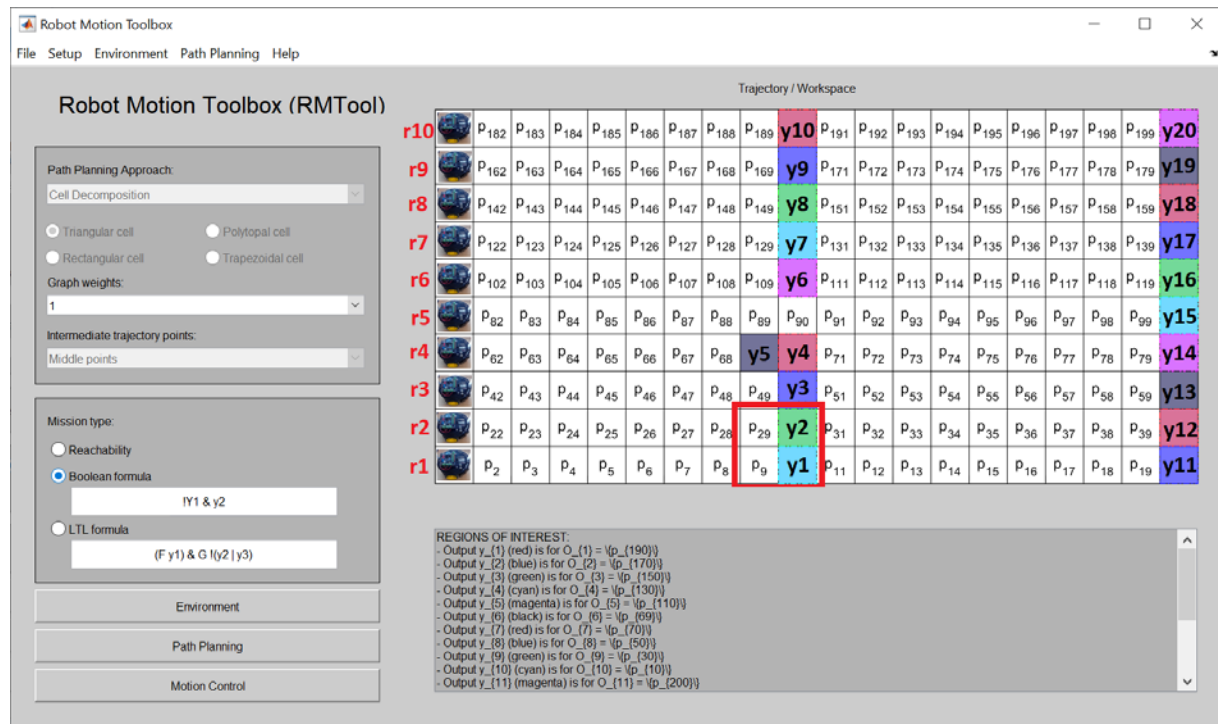 Robot Motion Toolbox
File Setup Environment Path Planning Help
Trajectory / Workspace
Robot Motion Toolbox (RMTool)
Path Planning Approach:
Cell Decomposition
Triangular cell Polytopal cell
Rectangular cell Trapezoidal cell
Graph weights:
1
Intermediate trajectory points:
Middle points
Mission type:
Reachability
Boolean formula
!Y1 & y2
LTL formula
(F y1) & G !(y2 | y3)
Environment
Path Planning
Motion Control
r10 p182 p183 p184 p185 p186 p187 p188 p189 y10 p191 p192 p193 p194 p195 p196 p197 p198 p199 y20
r9 p162 p163 p164 p165 p166 p167 p168 p169 y9 p171 p172 p173 p174 p175 p176 p177 p178 p179 y19
r8 p142 p143 p144 p145 p146 p147 p148 p149 y8 p151 p152 p153 p154 p155 p156 p157 p158 p159 y18
r7 p122 p123 p124 p125 p126 p127 p128 p129 y7 p131 p132 p133 p134 p135 p136 p137 p138 p139 y17
r6 p102 p103 p104 p105 p106 p107 p108 p109 y6 p111 p112 p113 p114 p115 p116 p117 p118 p119 y16
r5 p82 p83 p84 p85 p86 p87 p88 p89 p90 p91 p92 p93 p94 p95 p96 p97 p98 p99 y15
r4 p62 p63 p64 p65 p66 p67 p68 y5 y4 p71 p72 p73 p74 p75 p76 p77 p78 p79 y14
r3 p42 p43 p44 p45 p46 p47 p48 p49 y3 p51 p52 p53 p54 p55 p56 p57 p58 p59 y13
r2 p22 p23 p24 p25 p26 p27 p28 p29 y2 p31 p32 p33 p34 p35 p36 p37 p38 p39 y12
r1 p2 p3 p4 p5 p6 p7 p8 p9 y1 p11 p12 p13 p14 p15 p16 p17 p18 p19 y11
REGIONS OF INTEREST:
- Output y_{1} (red) is for O_{1} = \{p_{190}\}
- Output y_{2} (blue) is for O_{2} = \{p_{170}\}
- Output y_{3} (green) is for O_{3} = \{p_{150}\}
- Output y_{4} (cyan) is for O_{4} = \{p_{130}\}
- Output y_{5} (magenta) is for O_{5} = \{p_{110}\}
- Output y_{6} (black) is for O_{6} = \{p_{69}\}
- Output y_{7} (red) is for O_{7} = \{p_{70}\}
- Output y_{8} (blue) is for O_{8} = \{p_{50}\}
- Output y_{9} (green) is for O_{9} = \{p_{30}\}
- Output y_{10} (cyan) is for O_{10} = \{p_{10}\}
- Output y_{11} (magenta) is for O_{11} = \{p_{200}\}